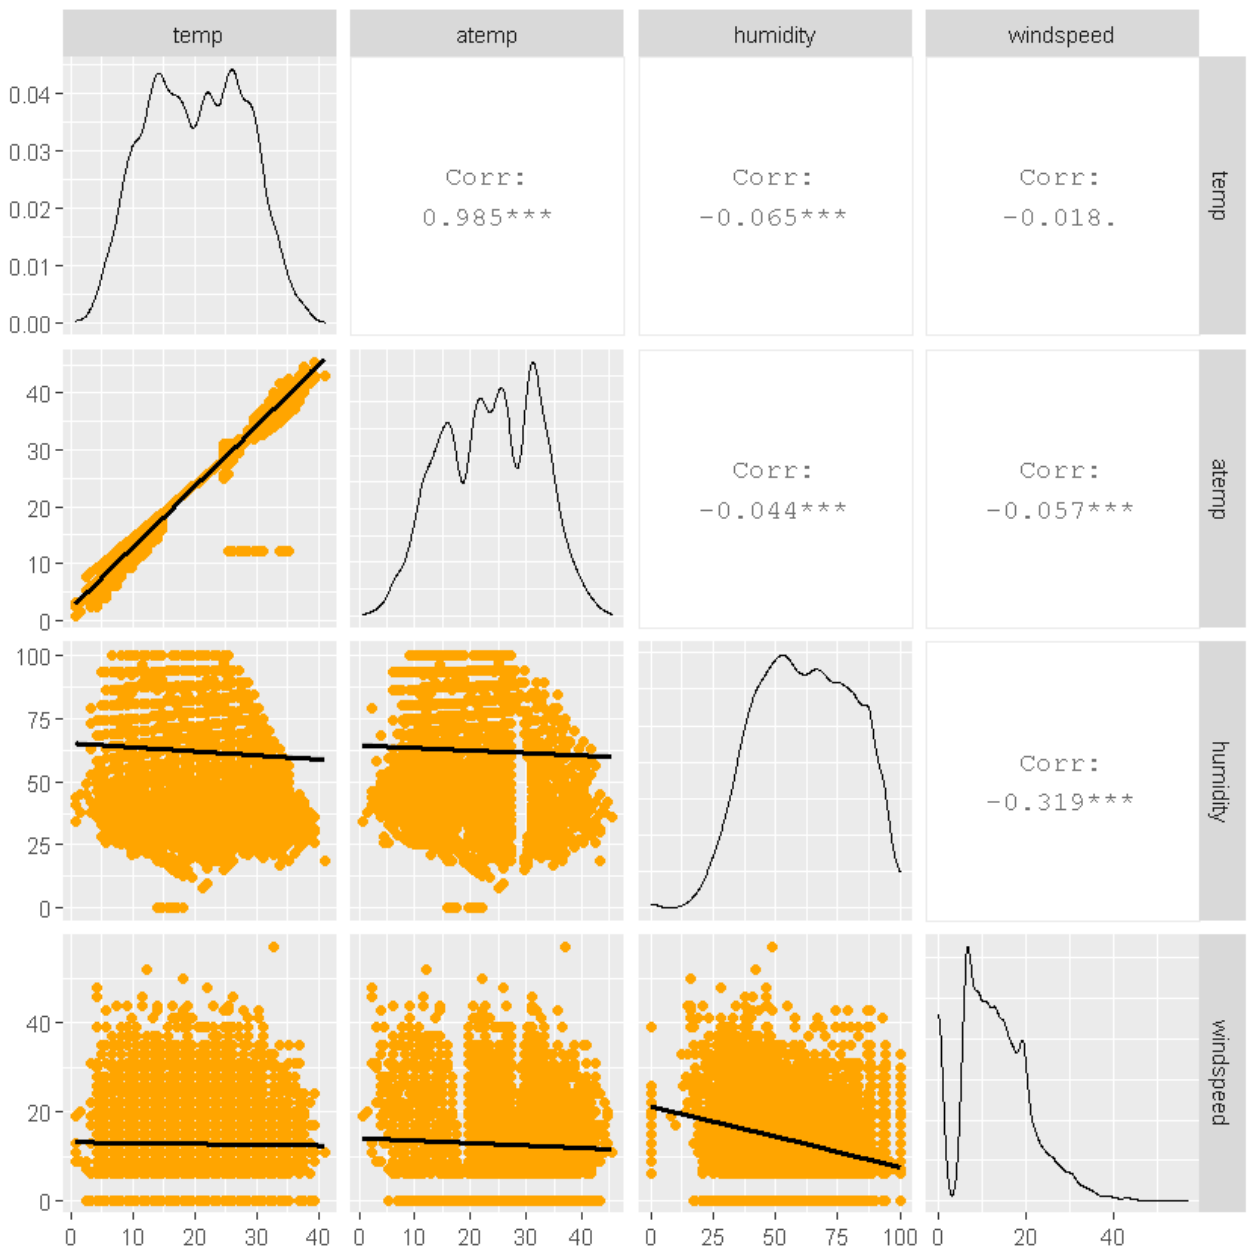 temp atemp humidity windspeed
0.04
0.03
0.02
0.01
0.00
Corr:
0.985***
Corr:
-0.065***
Corr:
-0.018.
temp
40
30
20
10
0
Corr:
-0.044***
Corr:
-0.057***
atemp
100
75
50
25
0
Corr:
-0.319***
humidity
40
20
0
windspeed
0 10 20 30 40 0 10 20 30 40 0 25 50 75 100 0 20 40